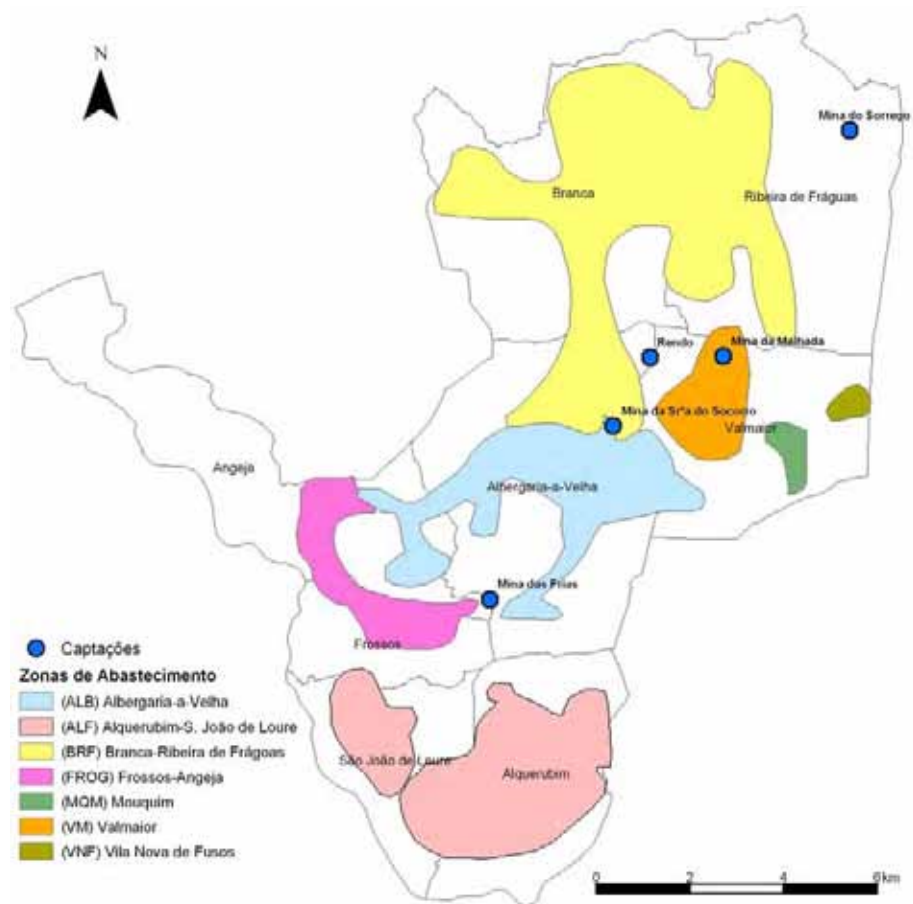 N
Mina do Sorrego
Branca
Ribeira de Fráguas
Rendo
Mina da Malhada
Mina da Srªa do Socorro
Valmaior
Angeja
Albergaria-a-Velha
Mina das Frias
Frossos
Captações
Zonas de Abastecimento
(ALB) Albergaria-a-Velha
(ALF) Alquerubim-S. João de Loure
(BRF) Branca-Ribeira de Frágoas
(FROG) Frossos-Angeja
(MQM) Mouquim
(VM) Valmaior
(VNF) Vila Nova de Fusos
São João de Loure
Alquerubim
0 2 4 6 km